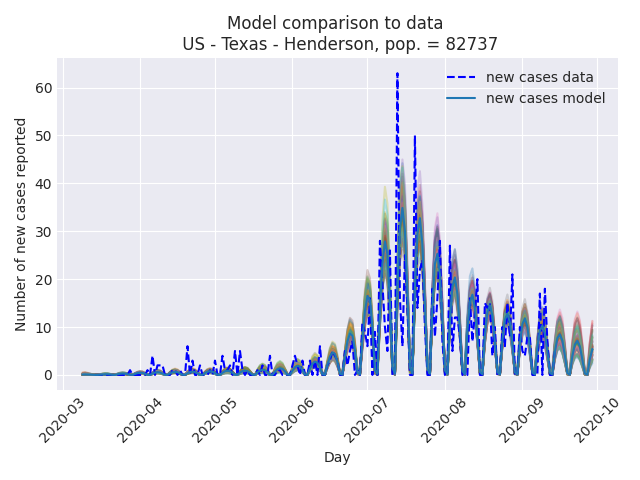 Model comparison to data
US - Texas - Henderson, pop. = 82737
new cases data
new cases model
Number of new cases reported
60
50
40
30
20
10
0
2020-03
2020-04
2020-05
2020-06
2020-07
2020-08
2020-09
2020-10
Day